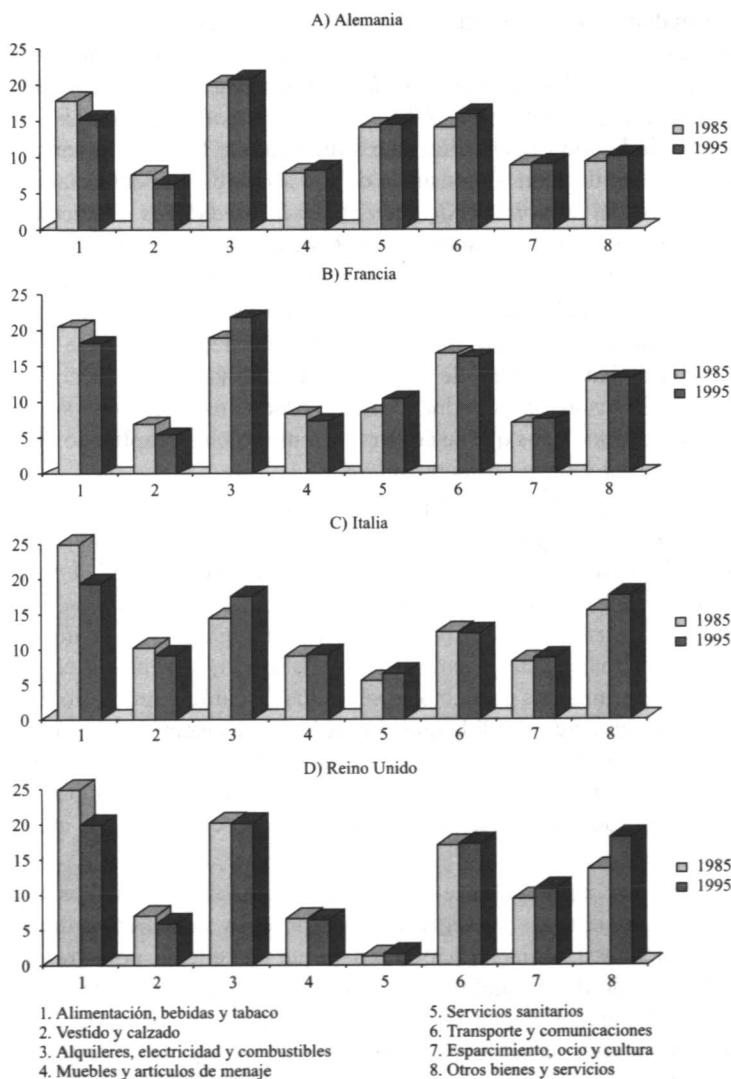 A) Alemania
25
20
15
10
5
0
1 2 3 4 5 6 7 8
1985
1995
B) Francia
25
20
15
10
5
0
1 2 3 4 5 6 7 8
1985
1995
C) Italia
25
20
15
10
5
0
1 2 3 4 5 6 7 8
1985
1995
D) Reino Unido
25
20
15
10
5
0
1 2 3 4 5 6 7 8
1985
1995
1. Alimentación, bebidas y tabaco
2. Vestido y calzado
3. Alquileres, electricidad y combustibles
4. Muebles y artículos de menaje
5. Servicios sanitarios
6. Transporte y comunicaciones
7. Esparcimiento, ocio y cultura
8. Otros bienes y servicios